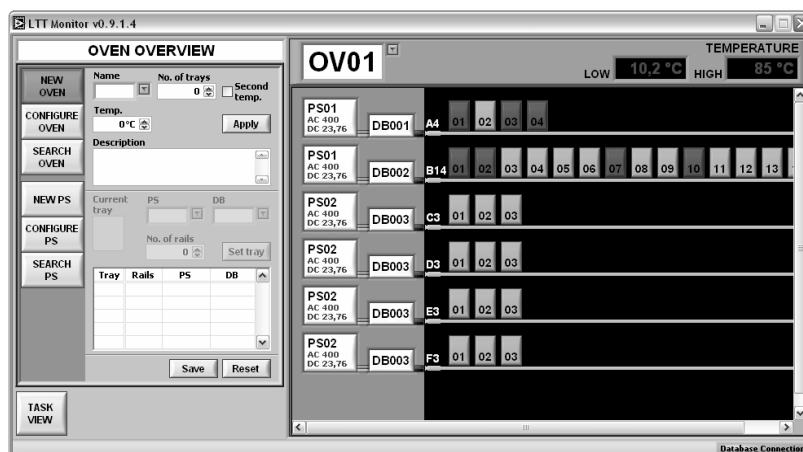 LTT Monitor v0.9.1.4
OVEN OVERVIEW
NEW OVEN
CONFIGURE OVEN
SEARCH OVEN
NEW PS
CONFIGURE PS
SEARCH PS
Name
No. of trays
0
Second temp.
Temp.
0°C
Apply
Description
Current tray
PS
DB
No. of rails
0
Set tray
Tray Rails PS DB
Save Reset
TASK VIEW
OV01
TEMPERATURE
LOW 10,2 °C HIGH 85 °C
PS01
AC 400
DC 23,76
DB001
A4 01 02 03 04
PS01
AC 400
DC 23,76
DB002
B14 01 02 03 04 05 06 07 08 09 10 11 12 13
PS02
AC 400
DC 23,76
DB003
C3 01 02 03
PS02
AC 400
DC 23,76
DB003
D3 01 02 03
PS02
AC 400
DC 23,76
DB003
E3 01 02 03
PS02
AC 400
DC 23,76
DB003
F3 01 02 03
Database Connection